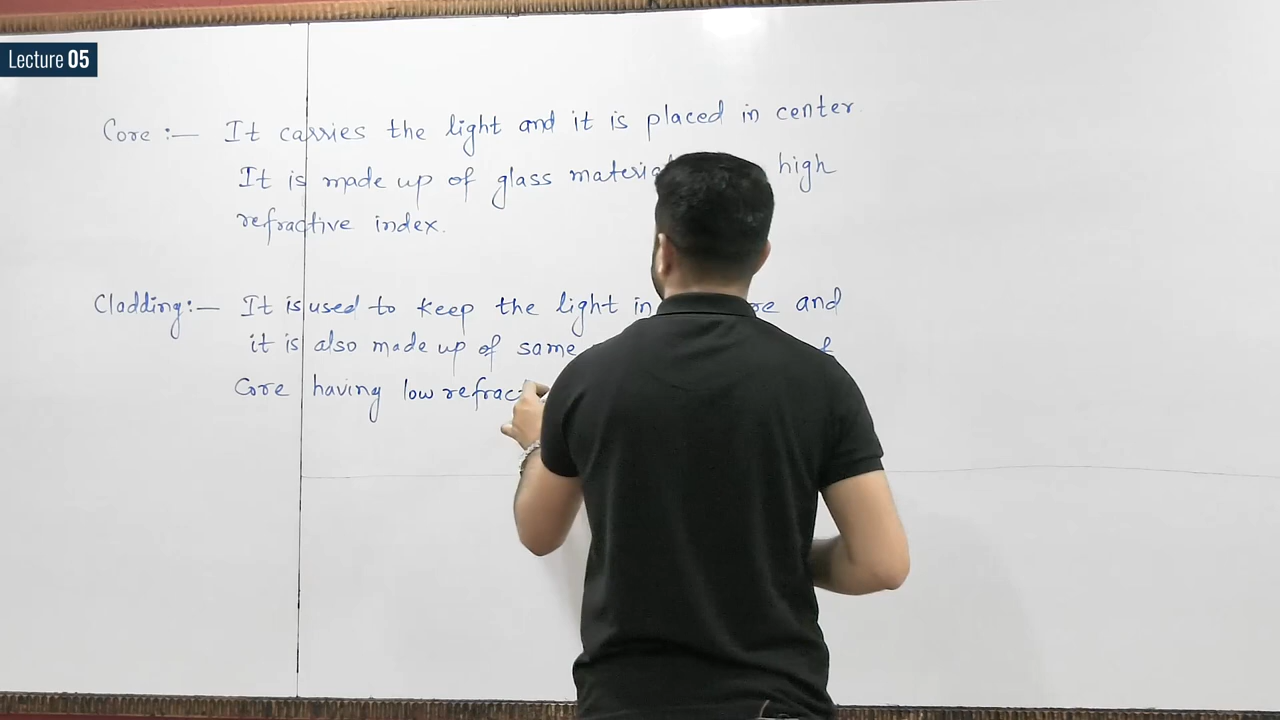 Lecture 05
Core :— It carries the light and it is placed in center.
It is made up of glass high
refractive index.
Cladding:— It is used to keep the light in and
it is also made up of same
Core having low